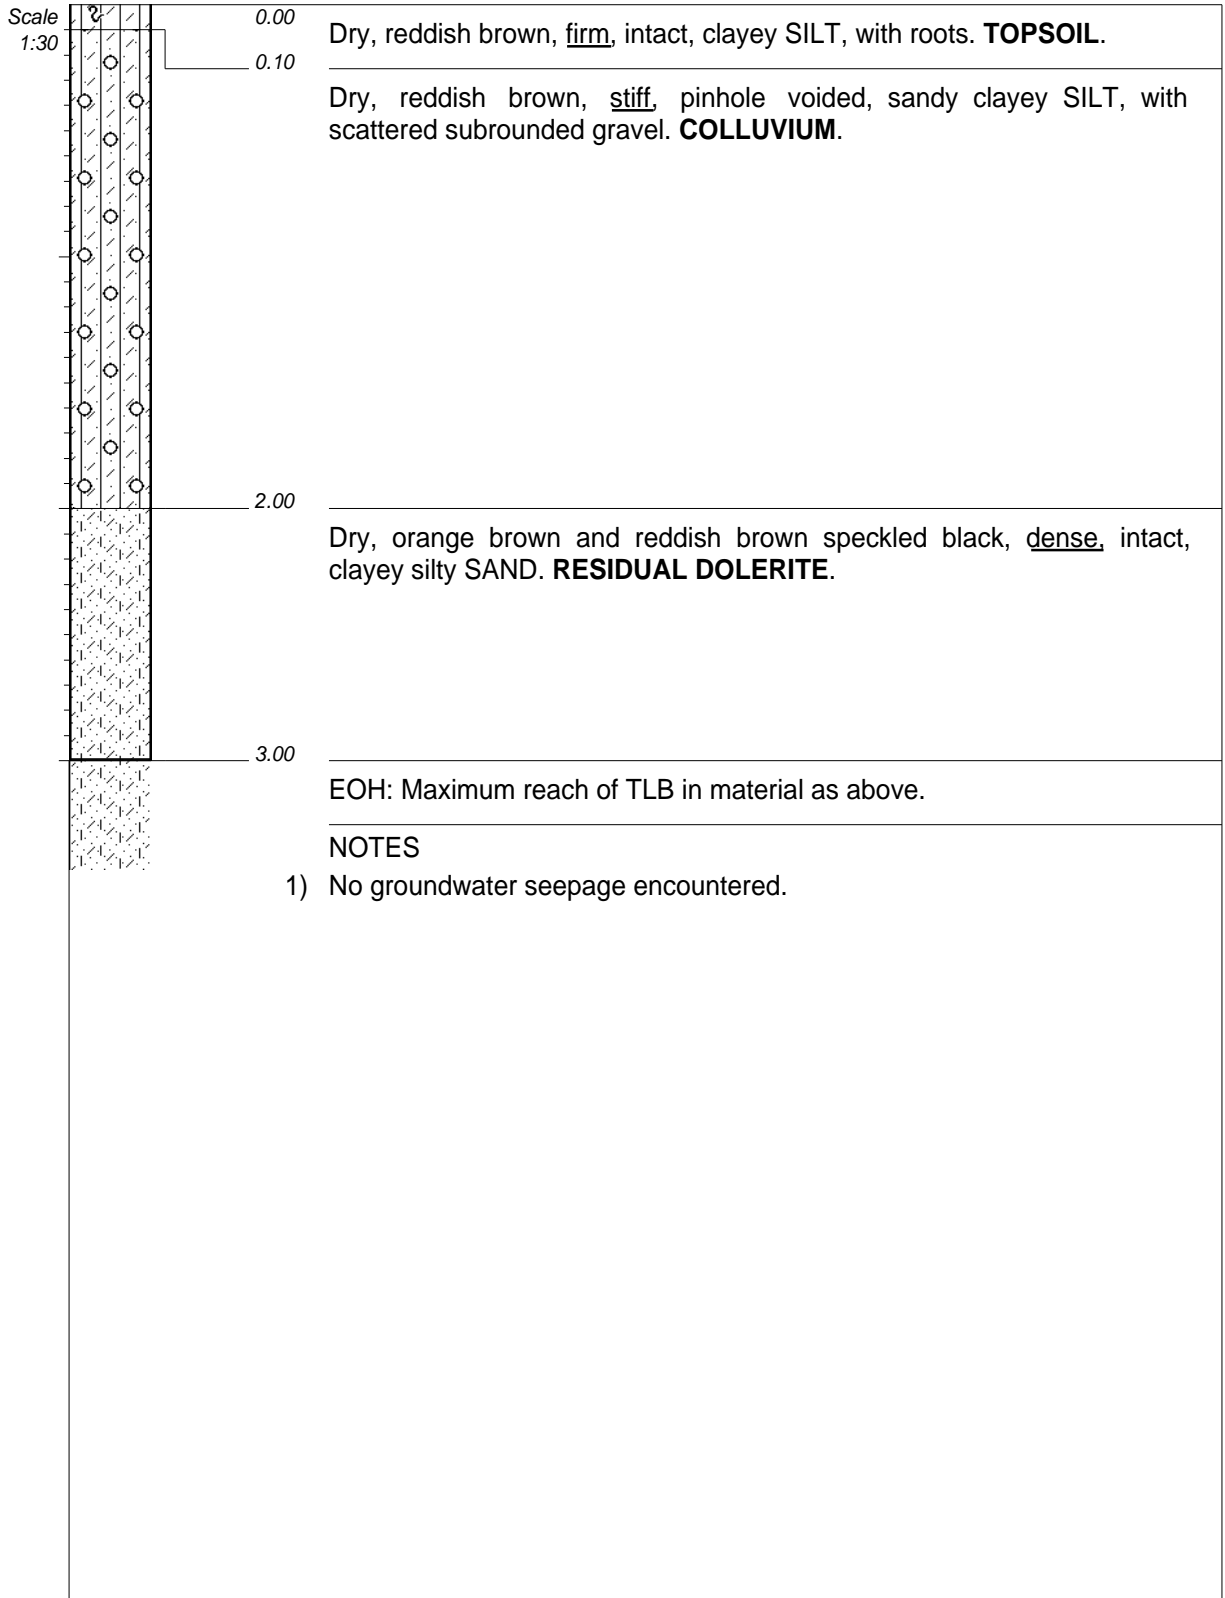 Scale
1:30
0.00
Dry, reddish brown, firm, intact, clayey SILT, with roots. TOPSOIL.
0.10
Dry, reddish brown, stiff, pinhole voided, sandy clayey SILT, with
scattered subrounded gravel. COLLUVIUM.
2.00
Dry, orange brown and reddish brown speckled black, dense, intact,
clayey silty SAND. RESIDUAL DOLERITE.
3.00
EOH: Maximum reach of TLB in material as above.
NOTES
1) No groundwater seepage encountered.